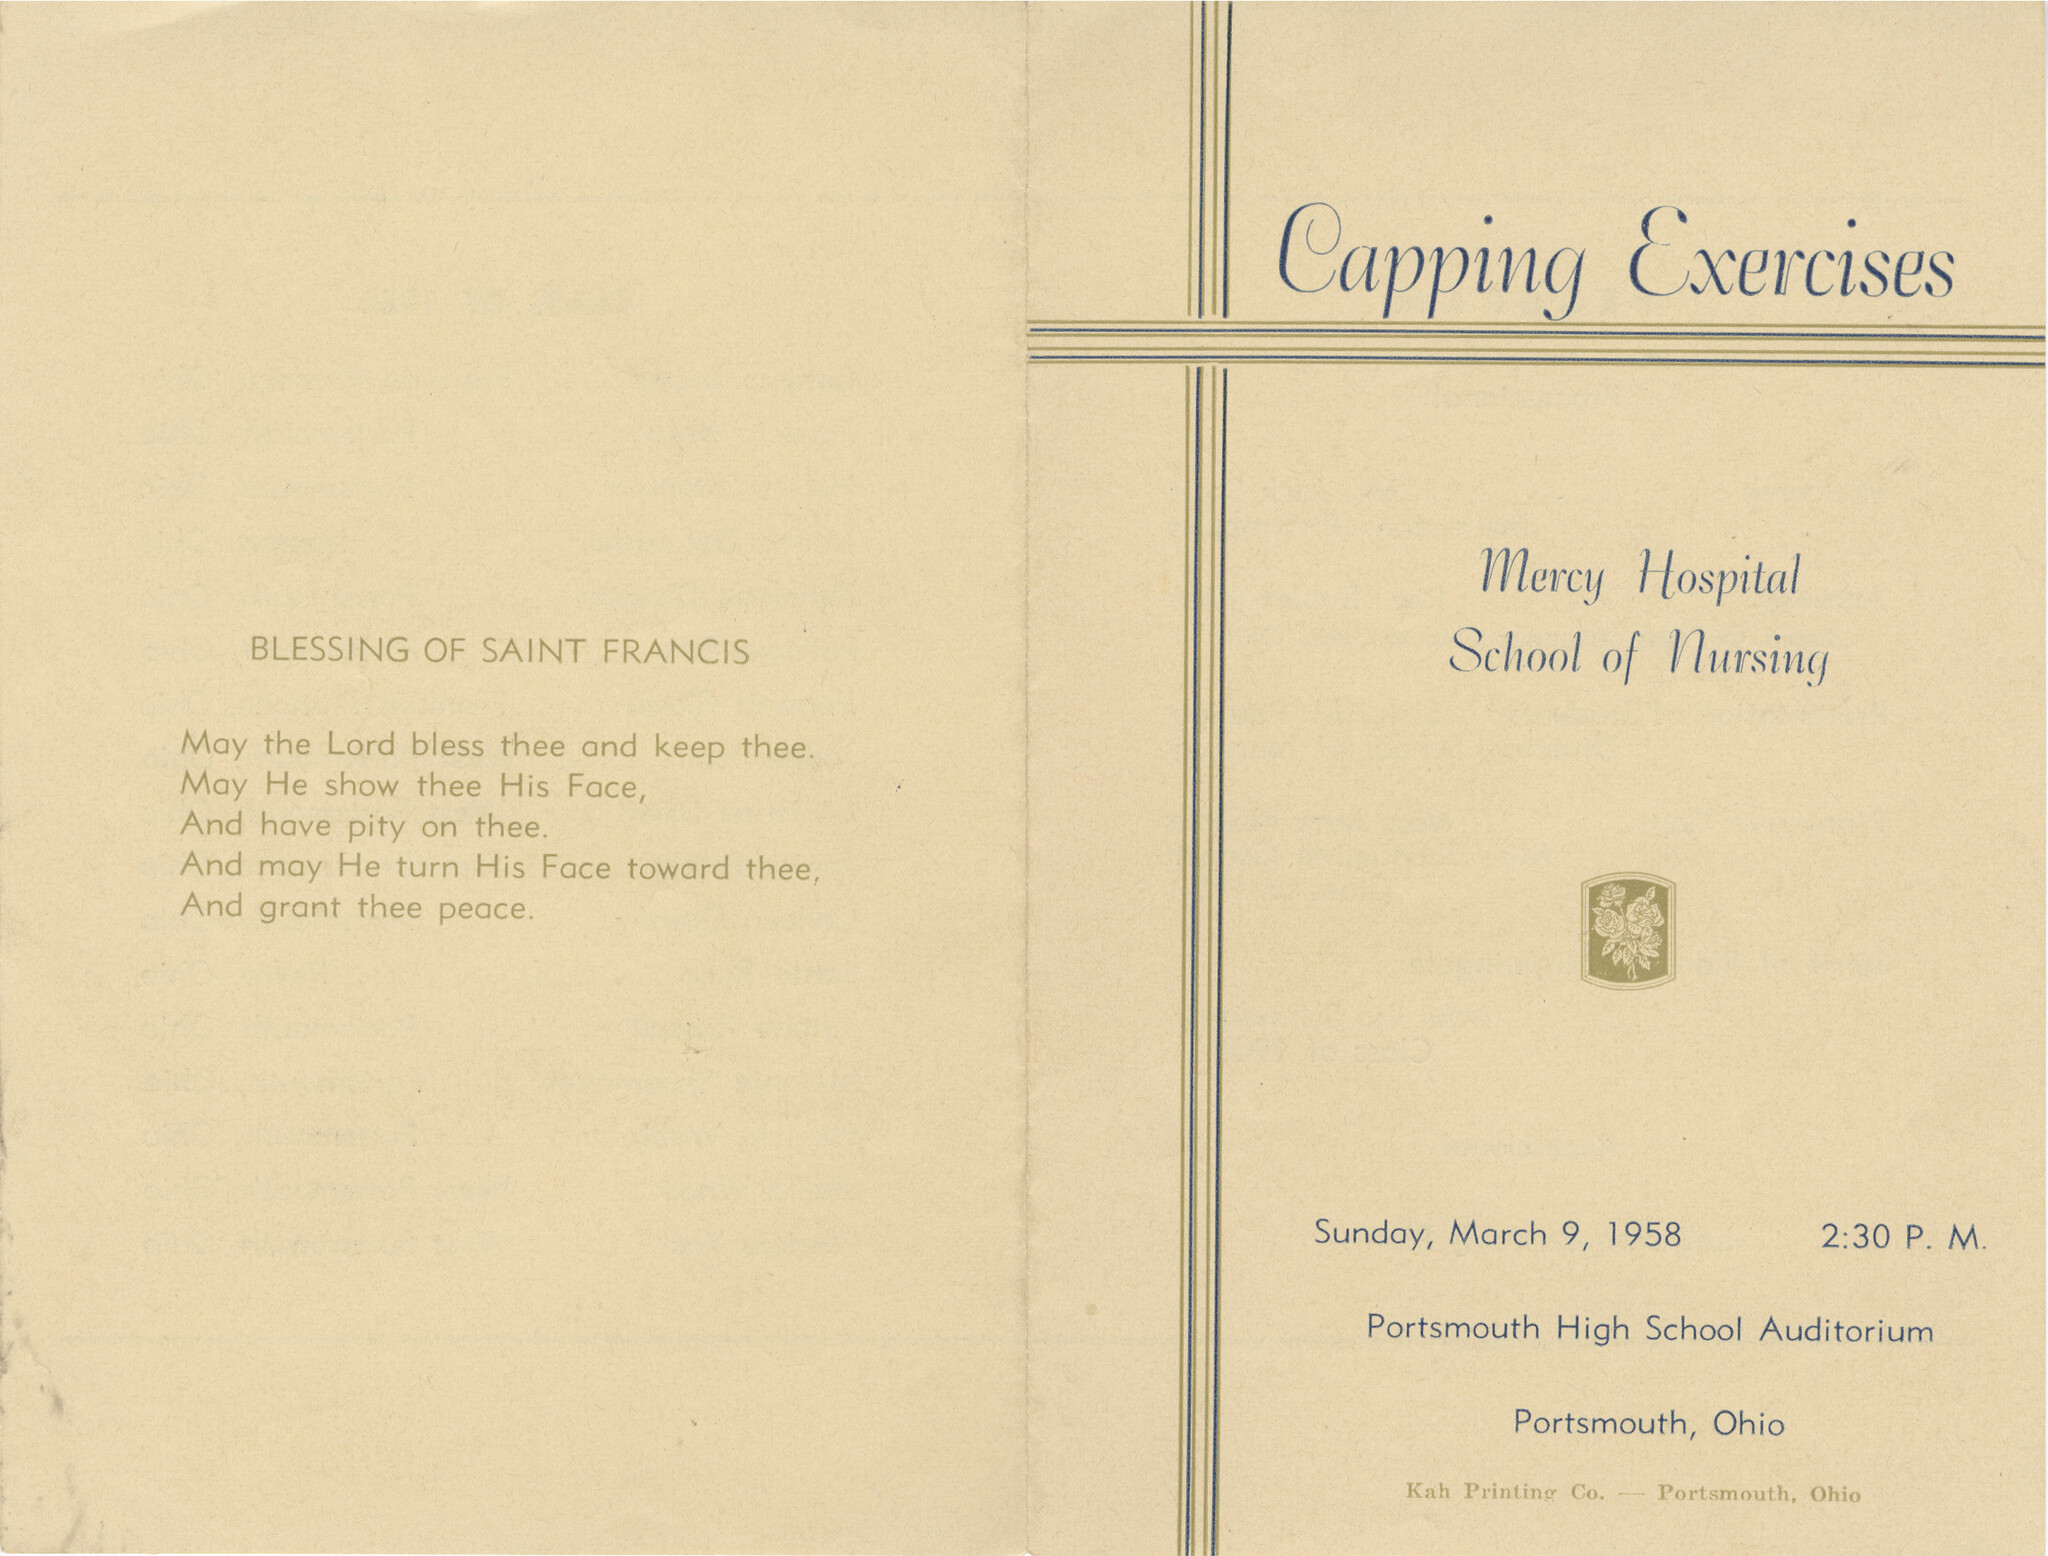 BLESSING OF SAINT FRANCIS
May the Lord bless thee and keep thee.
May He show thee His Face,
And have pity on thee.
And may He turn His Face toward thee,
And grant thee peace.
Capping Exercises
Mercy Hospital
School of Nursing
Sunday, March 9, 1958 2:30 P. M.
Portsmouth High School Auditorium
Portsmouth, Ohio
Kah Printing Co. — Portsmouth, Ohio